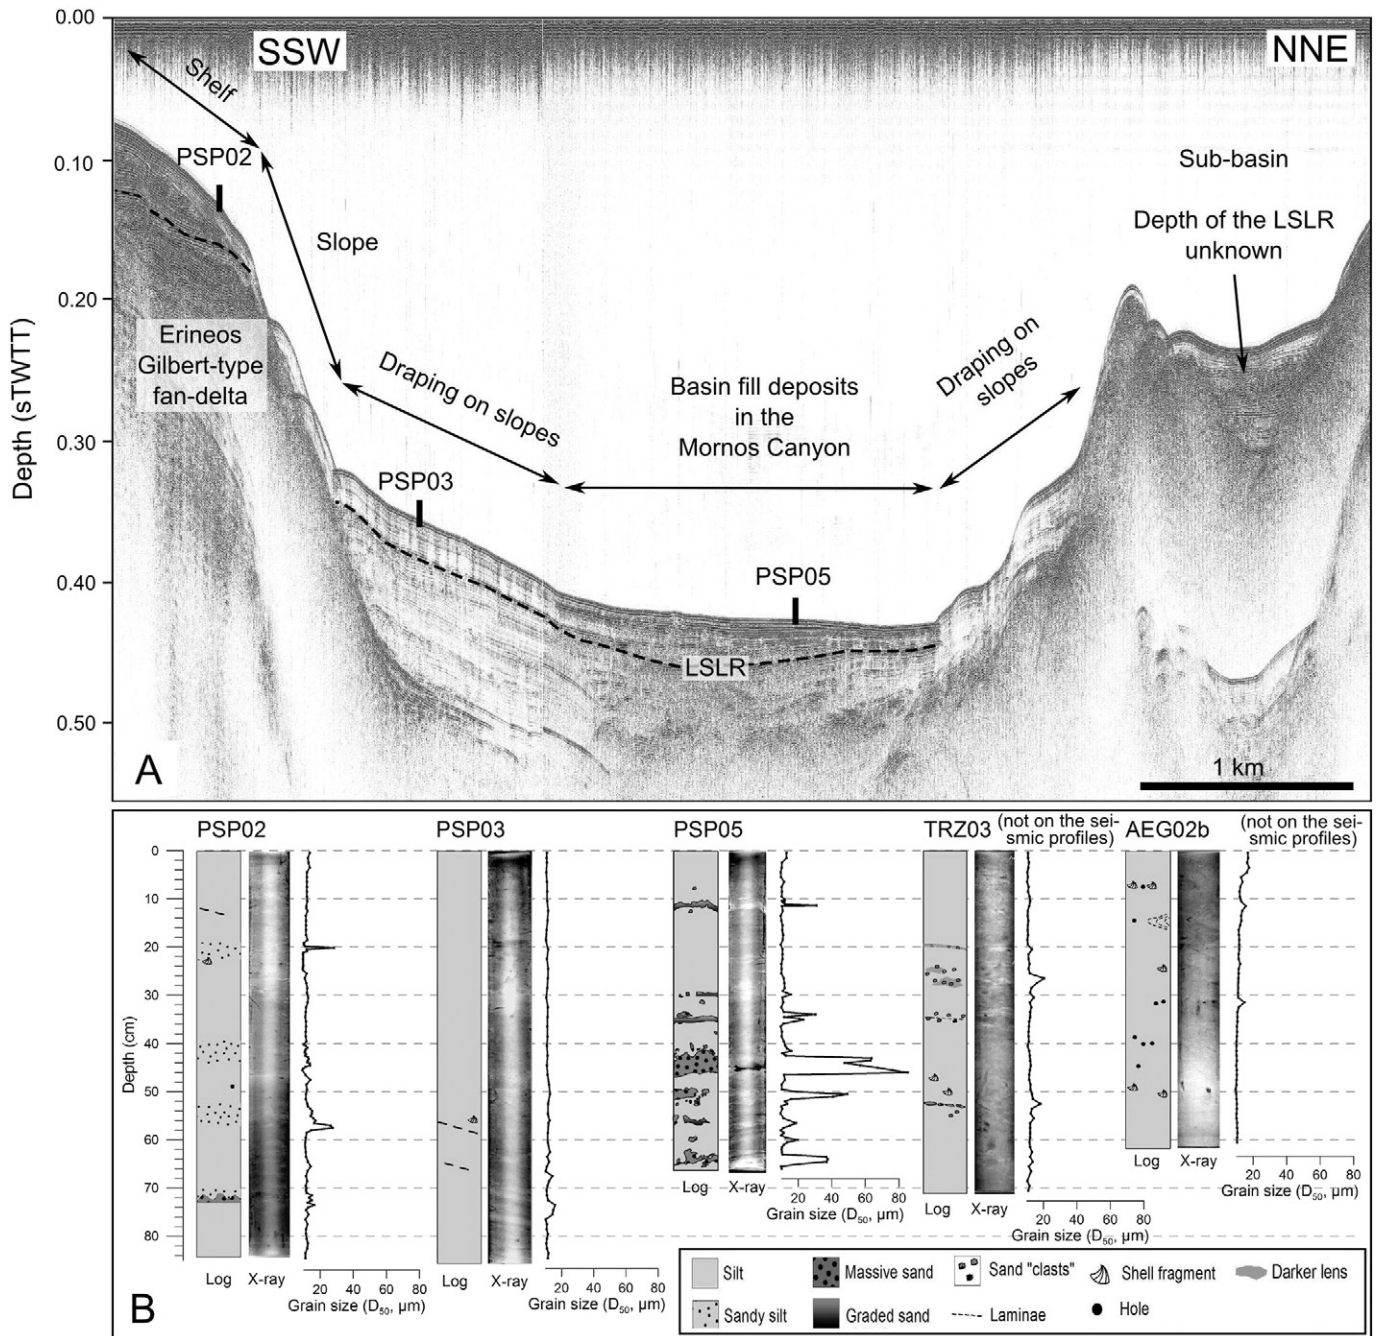 0.00
0.10
0.20
0.30
0.40
0.50
Depth (sTWTT)
SSW
NNE
Shelf
PSP02
Slope
Erineos
Gilbert-type
fan-delta
Draping on slopes
PSP03
Basin fill deposits
in the
Mornos Canyon
PSP05
LSLR
Draping on
slopes
Sub-basin
Depth of the LSLR
unknown
1 km
A
PSP02
PSP03
PSP05
TRZ03
(not on the sei-
smic profiles)
AEG02b
(not on the sei-
smic profiles)
0
10
20
30
40
50
60
70
80
Depth (cm)
Log
X-ray
20 40 60 80
Grain size (D50, µm)
Log
X-ray
20 40 60 80
Grain size (D50, µm)
Log
X-ray
20 40 60 80
Grain size (D50, µm)
Log
X-ray
20 40 60 80
Grain size (D50, µm)
Log
X-ray
20 40 60 80
Grain size (D50, µm)
Silt
Massive sand
Sand "clasts"
Shell fragment
Darker lens
Sandy silt
Graded sand
Laminae
Hole
B